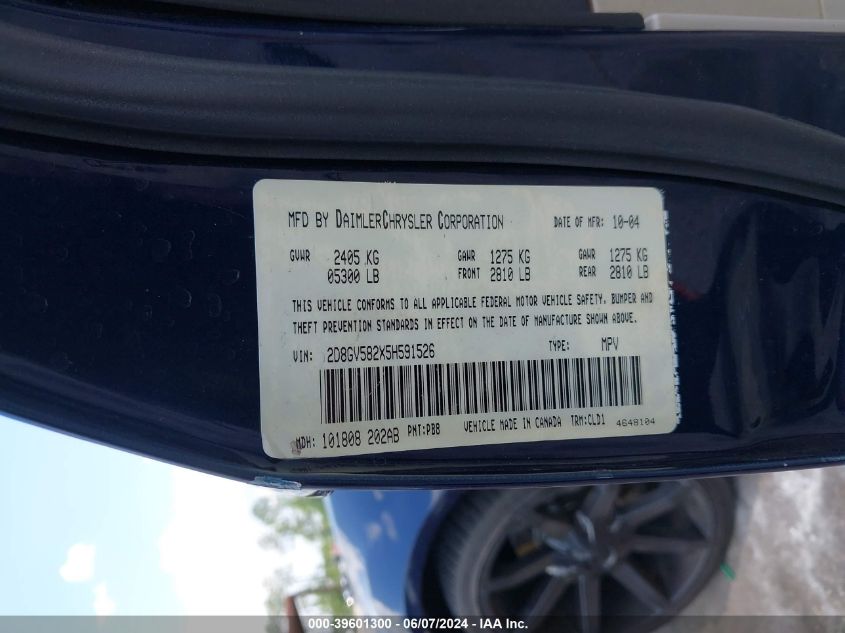 MFD BY DAIMLERCHRYSLER CORPORATION DATE OF MFR: 10-04
GVWR 2405 KG GAWR 1275 KG GAWR 1275 KG
05300 LB FRONT 2810 LB REAR 2810 LB
THIS VEHICLE CONFORMS TO ALL APPLICABLE FEDERAL MOTOR VEHICLE SAFETY, BUMPER AND
THEFT PREVENTION STANDARDS IN EFFECT ON THE DATE OF MANUFACTURE SHOWN ABOVE.
VIN: 2D8GV582X5H591526 TYPE: MPV
MDH: 101808 202AB PNT:PB8 VEHICLE MADE IN CANADA TRM:CLD1 4648104
000-39601300 - 06/07/2024 - IAA Inc.